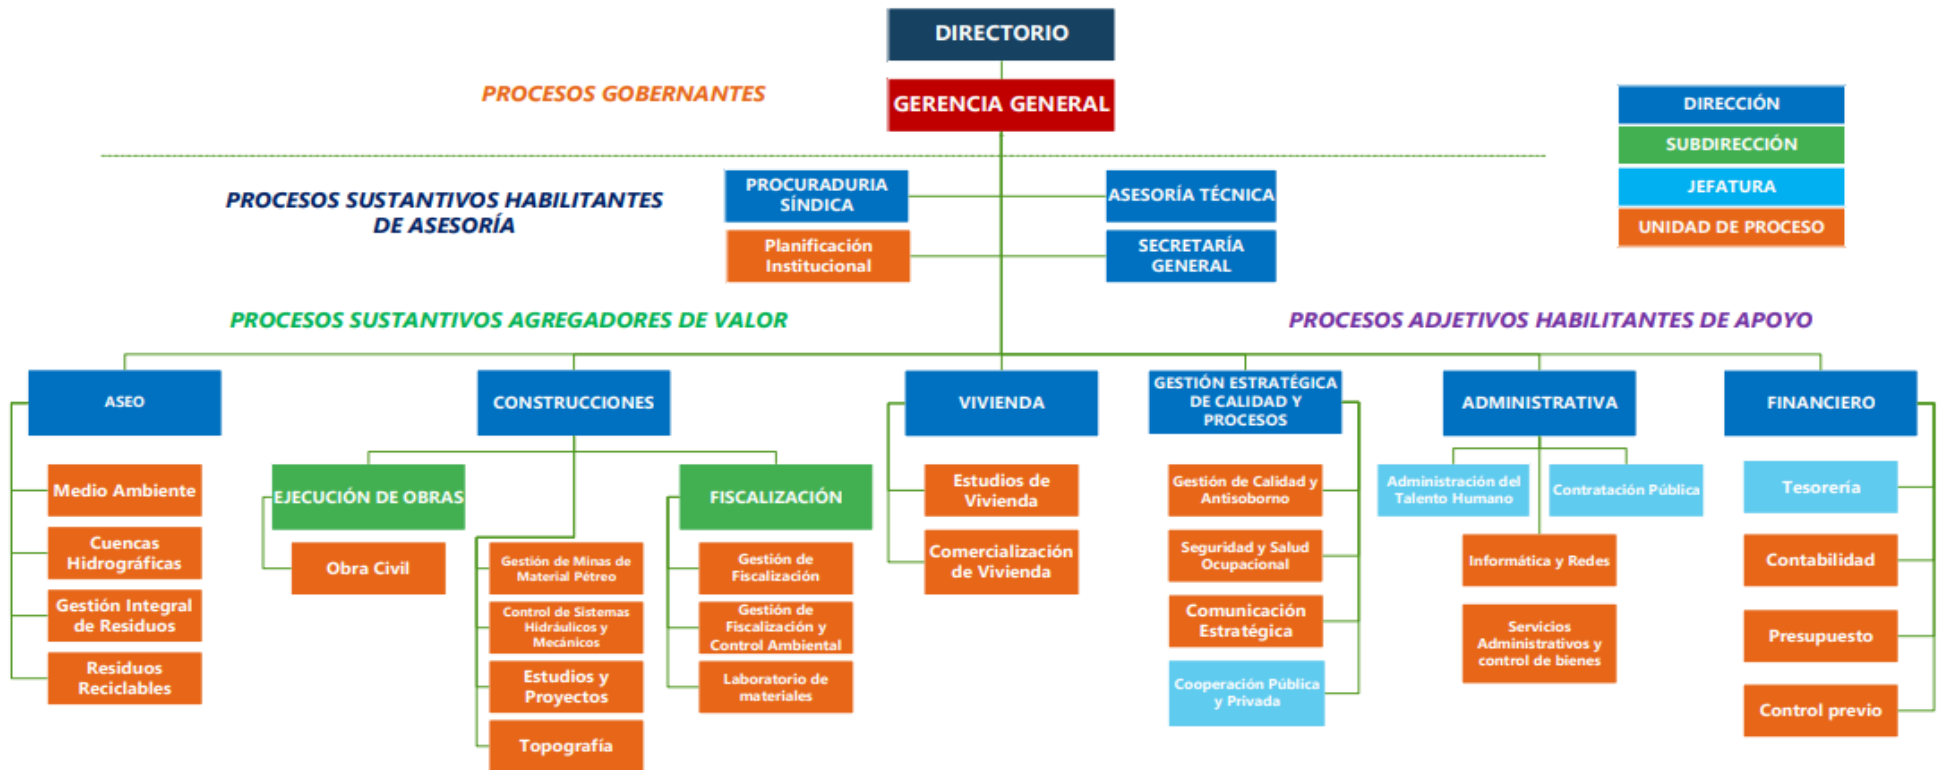 DIRECTORIO
PROCESOS GOBERNANTES
GERENCIA GENERAL
DIRECCIÓN
SUBDIRECCIÓN
JEFATURA
UNIDAD DE PROCESO
PROCESOS SUSTANTIVOS HABILITANTES
DE ASESORÍA
PROCURADURIA
SÍNDICA
ASESORÍA TÉCNICA
Planificación
Institucional
SECRETARÍA
GENERAL
PROCESOS SUSTANTIVOS AGREGADORES DE VALOR
PROCESOS ADJETIVOS HABILITANTES DE APOYO
ASEO
Medio Ambiente
Cuencas
Hidrográficas
Gestión Integral
de Residuos
Residuos
Reciclables
CONSTRUCCIONES
EJECUCIÓN DE OBRAS
Obra Civil
Gestión de Minas de
Material Pétreo
Control de Sistemas
Hidráulicos y
Mecánicos
Estudios y
Proyectos
Topografía
FISCALIZACIÓN
Gestión de
Fiscalización
Gestión de
Fiscalización y
Control Ambiental
Laboratorio de
materiales
VIVIENDA
Estudios de
Vivienda
Comercialización
de Vivienda
GESTIÓN ESTRATÉGICA
DE CALIDAD Y
PROCESOS
Gestión de Calidad y
Antisoborno
Seguridad y Salud
Ocupacional
Comunicación
Estratégica
Cooperación Pública
y Privada
ADMINISTRATIVA
Administración del
Talento Humano
Contratación Pública
Informática y Redes
Servicios
Administrativos y
control de bienes
FINANCIERO
Tesorería
Contabilidad
Presupuesto
Control previo